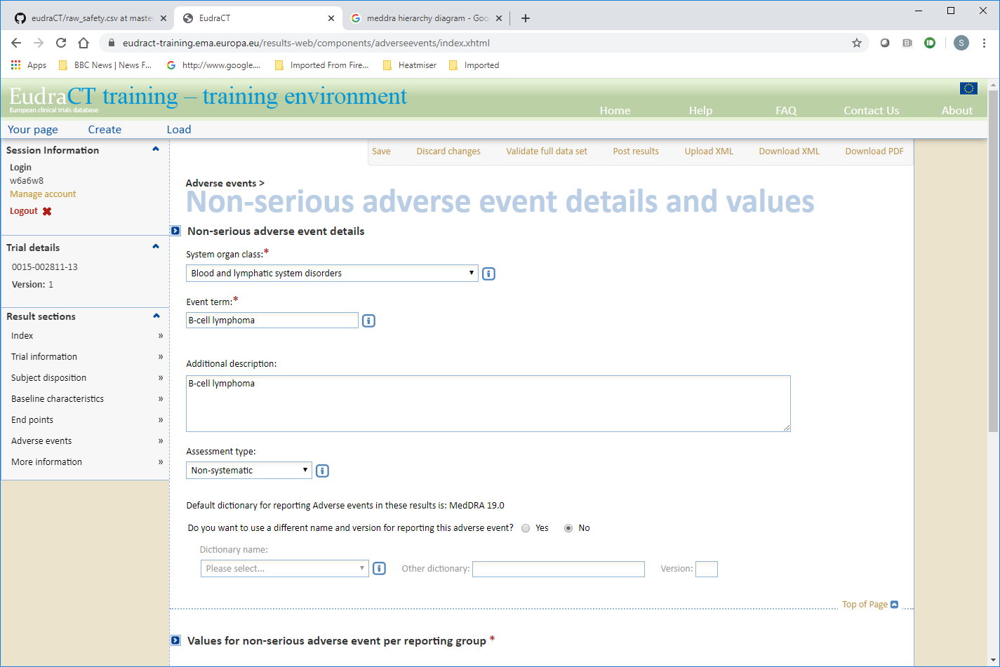 eudraCT/raw_safety.csv at maste
EudraCT
meddra hierarchy diagram - Goo
eudract-training.ema.europa.eu/results-web/components/adverseevents/index.xhtml
S
Apps
BBC News | News F...
http://www.google....
Imported From Fire...
Heatmiser
Imported
EudraCT training – training environment
European clinical trials database
Home Help FAQ Contact Us About
Your page Create Load
Session Information
Login
w6a6w8
Manage account
Logout
Trial details
0015-002811-13
Version: 1
Result sections
Index »
Trial information »
Subject disposition »
Baseline characteristics »
End points »
Adverse events »
More information »
Save Discard changes Validate full data set Post results Upload XML Download XML Download PDF
Adverse events >
Non-serious adverse event details and values
Non-serious adverse event details
System organ class:*
Blood and lymphatic system disorders
Event term:*
B-cell lymphoma
Additional description:
B-cell lymphoma
Assessment type:
Non-systematic
Default dictionary for reporting Adverse events in these results is: MedDRA 19.0
Do you want to use a different name and version for reporting this adverse event? Yes No
Dictionary name:
Please select... Other dictionary: Version:
Top of Page
Values for non-serious adverse event per reporting group *